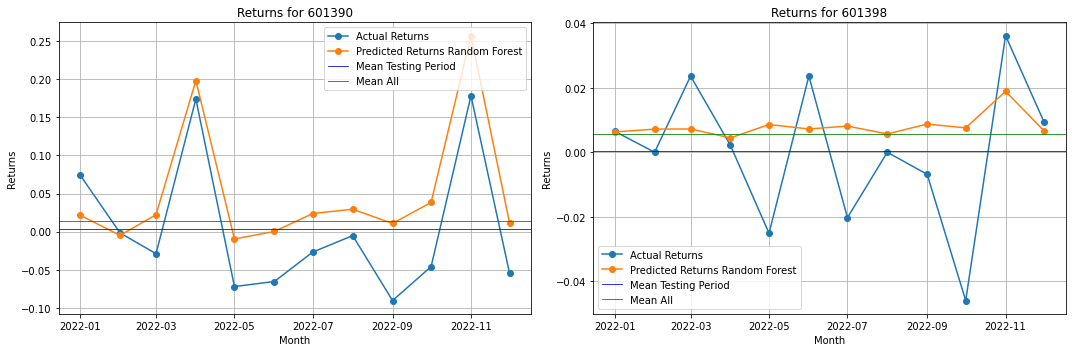 Returns for 601390
Returns
0.25
0.20
0.15
0.10
0.05
0.00
−0.05
−0.10
Actual Returns
Predicted Returns Random Forest
Mean Testing Period
Mean All
2022-01
2022-03
2022-05
2022-07
2022-09
2022-11
Month
Returns for 601398
Returns
0.04
0.02
0.00
−0.02
−0.04
Actual Returns
Predicted Returns Random Forest
Mean Testing Period
Mean All
2022-01
2022-03
2022-05
2022-07
2022-09
2022-11
Month